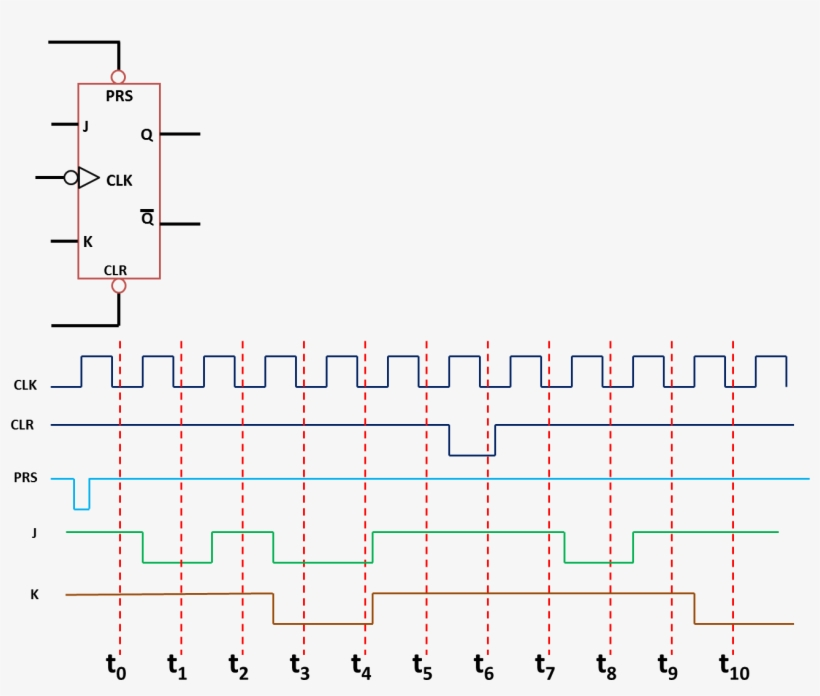 PRS
J
Q
CLK
Q̅
K
CLR
CLK
CLR
PRS
J
K
t₀ t₁ t₂ t₃ t₄ t₅ t₆ t₇ t₈ t₉ t₁₀